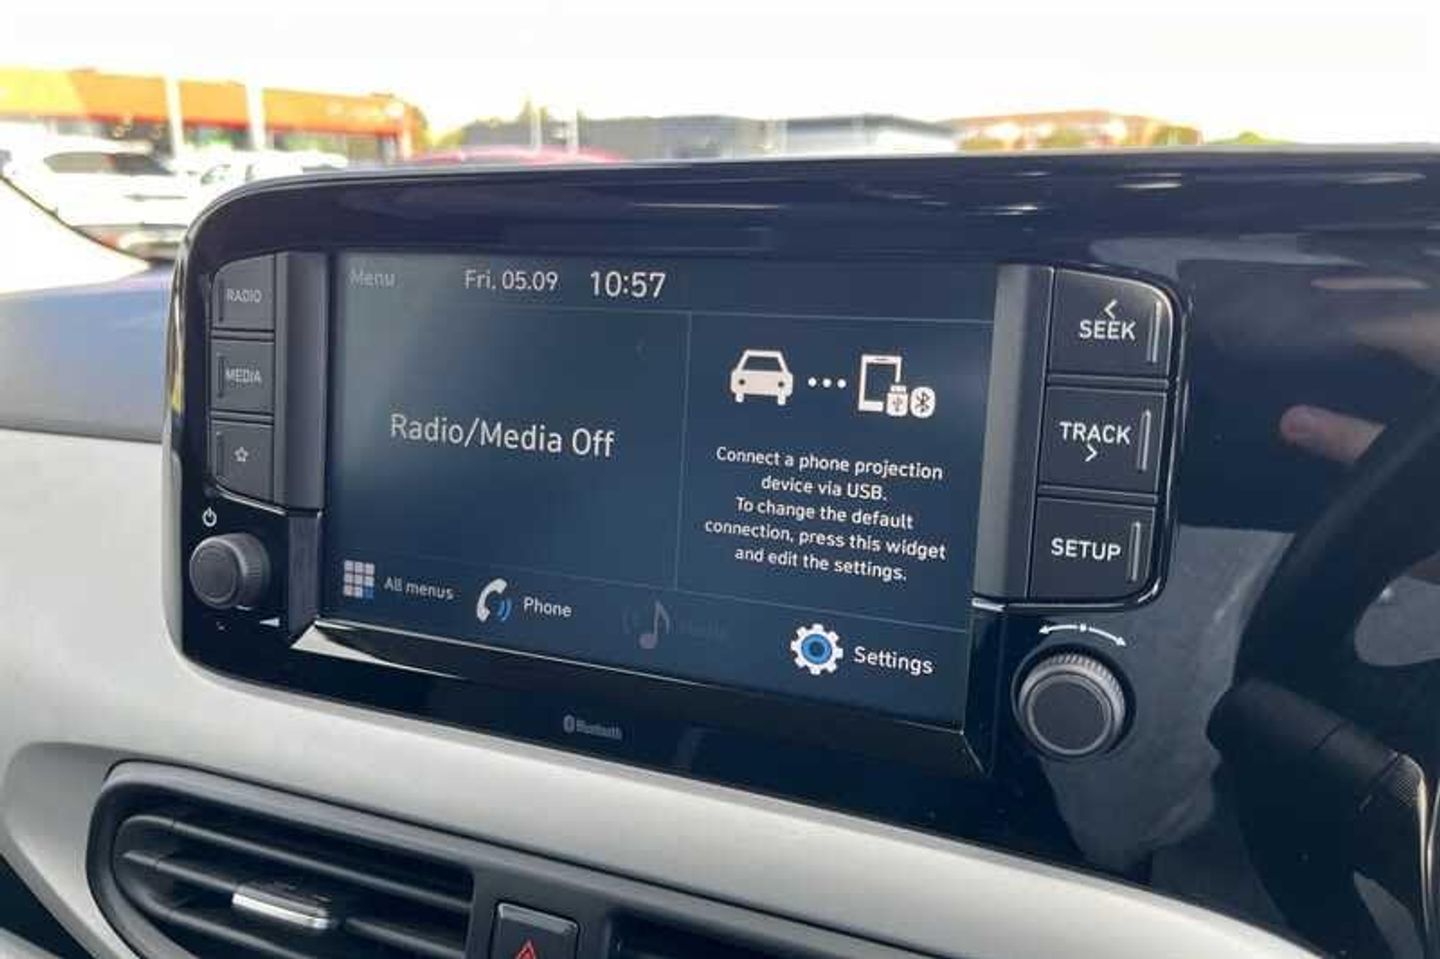 Menu
Fri, 05.09
10:57
RADIO
MEDIA
Radio/Media Off
Connect a phone projection
device via USB.
To change the default
connection, press this widget
and edit the settings.
All menus
Phone
Settings
SEEK
TRACK
SETUP
Bluetooth